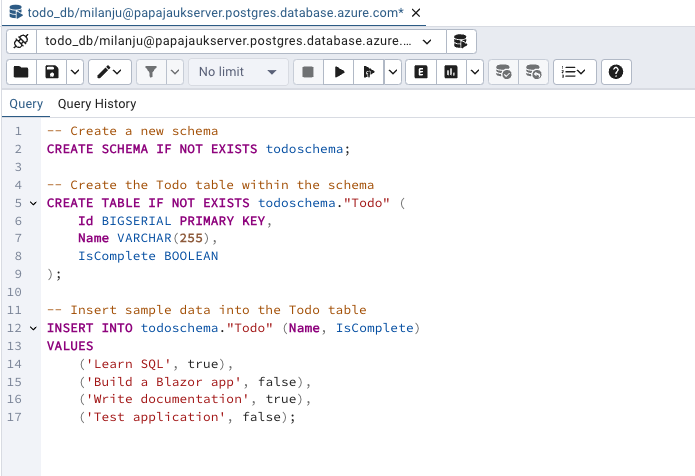 todo_db/milanju@papajaukserver.postgres.database.azure.com*
todo_db/milanju@papajaukserver.postgres.database.azure....
No limit
E
Query Query History
1 -- Create a new schema
2 CREATE SCHEMA IF NOT EXISTS todoschema;
3
4 -- Create the Todo table within the schema
5 CREATE TABLE IF NOT EXISTS todoschema."Todo" (
6 Id BIGSERIAL PRIMARY KEY,
7 Name VARCHAR(255),
8 IsComplete BOOLEAN
9 );
10
11 -- Insert sample data into the Todo table
12 INSERT INTO todoschema."Todo" (Name, IsComplete)
13 VALUES
14 ('Learn SQL', true),
15 ('Build a Blazor app', false),
16 ('Write documentation', true),
17 ('Test application', false);